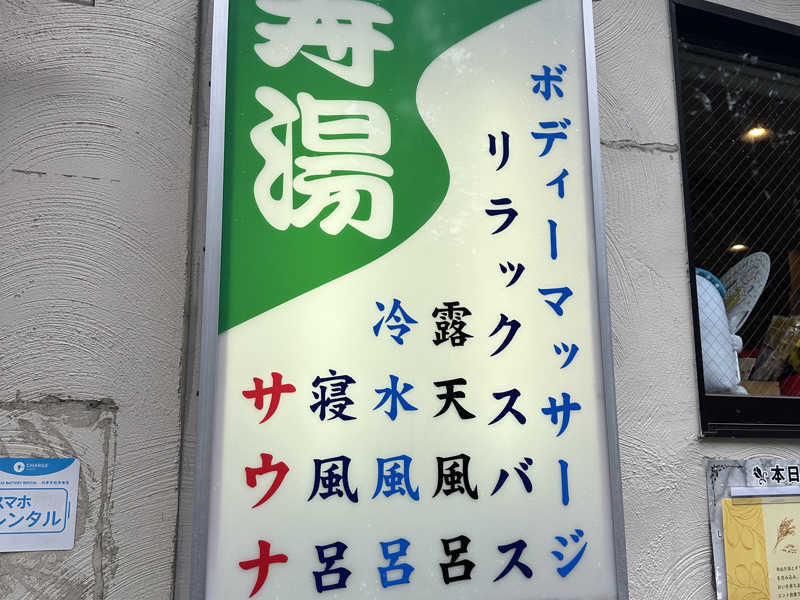 寿湯
ボディーマッサージ
リラックスバス
露天風呂
冷水風呂
寝風呂
サウナ
CHARGE
スマホ
レンタル
本日